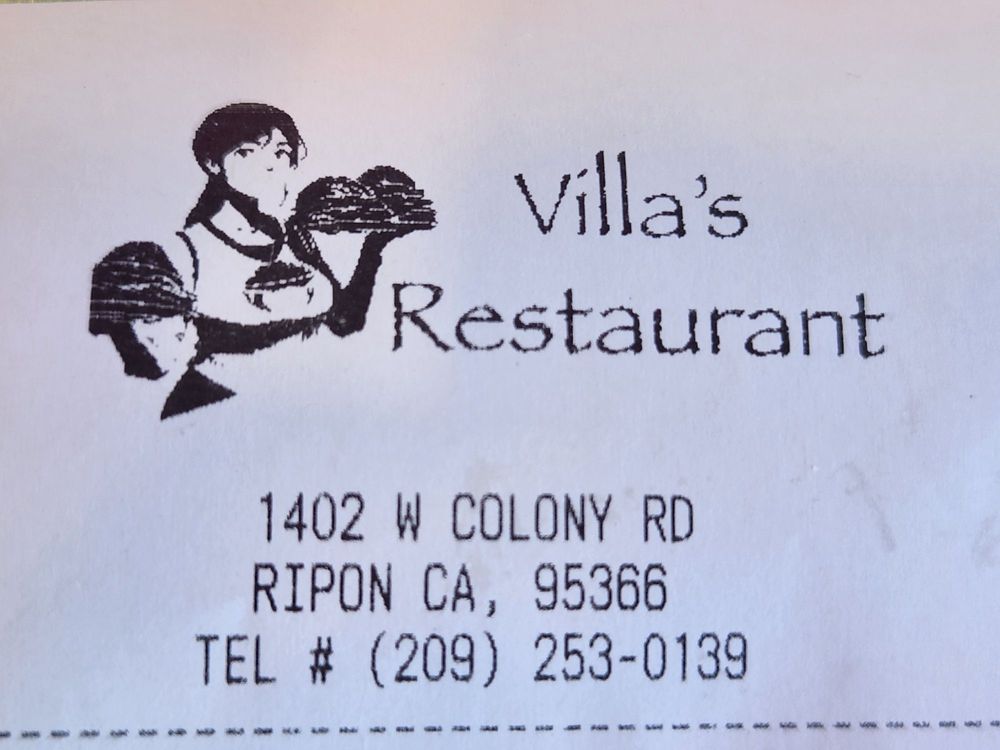 Villa's
Restaurant
1402 W COLONY RD
RIPON CA, 95366
TEL # (209) 253-0139